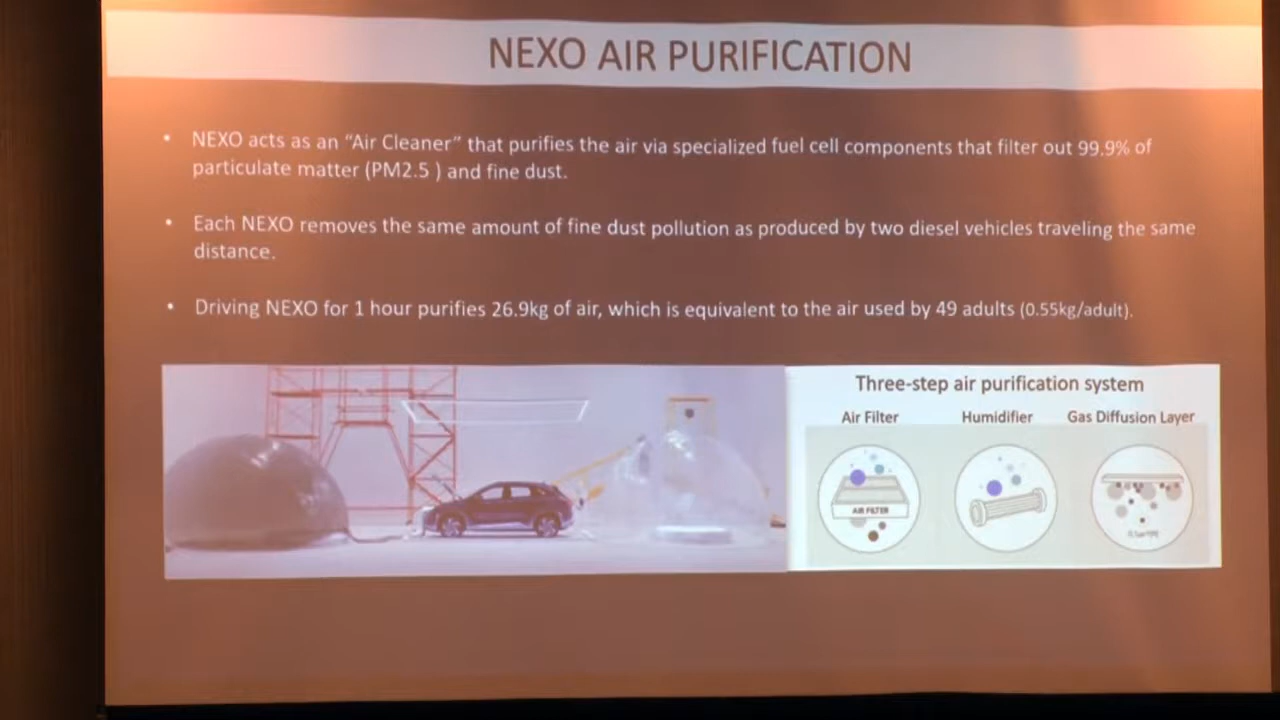 NEXO AIR PURIFICATION
• NEXO acts as an “Air Cleaner” that purifies the air via specialized fuel cell components that filter out 99.9% of
particulate matter (PM2.5 ) and fine dust.
• Each NEXO removes the same amount of fine dust pollution as produced by two diesel vehicles traveling the same
distance.
• Driving NEXO for 1 hour purifies 26.9kg of air, which is equivalent to the air used by 49 adults (0.55kg/adult).
Three-step air purification system
Air Filter
Humidifier
Gas Diffusion Layer
AIR FILTER